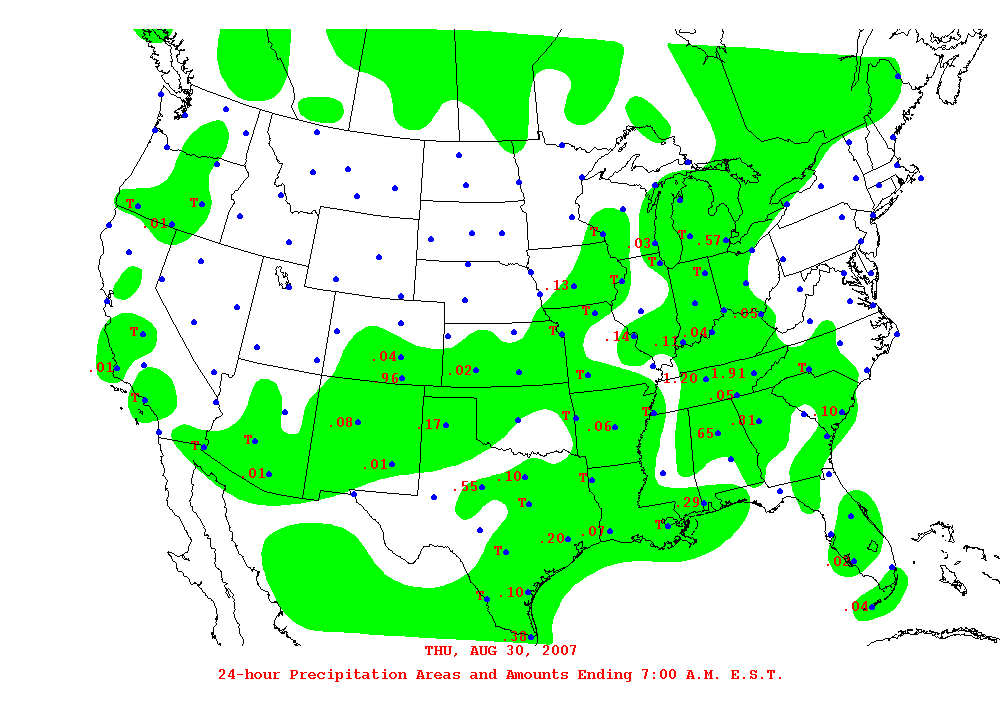 T
T
.01
T
.03
T
.57
T
T
.13
T
T
.05
T
T
.14
.11
.04
.04
.01
.02
T
1.20
1.91
T
.96
.05
T
T
T
.10
.08
.17
.06
.81
T
T
.65
.01
.01
.10
T
.55
T
.29
.20
.07
T
T
.02
T
.10
.04
.38
THU, AUG 30, 2007
24-hour Precipitation Areas and Amounts Ending 7:00 A.M. E.S.T.